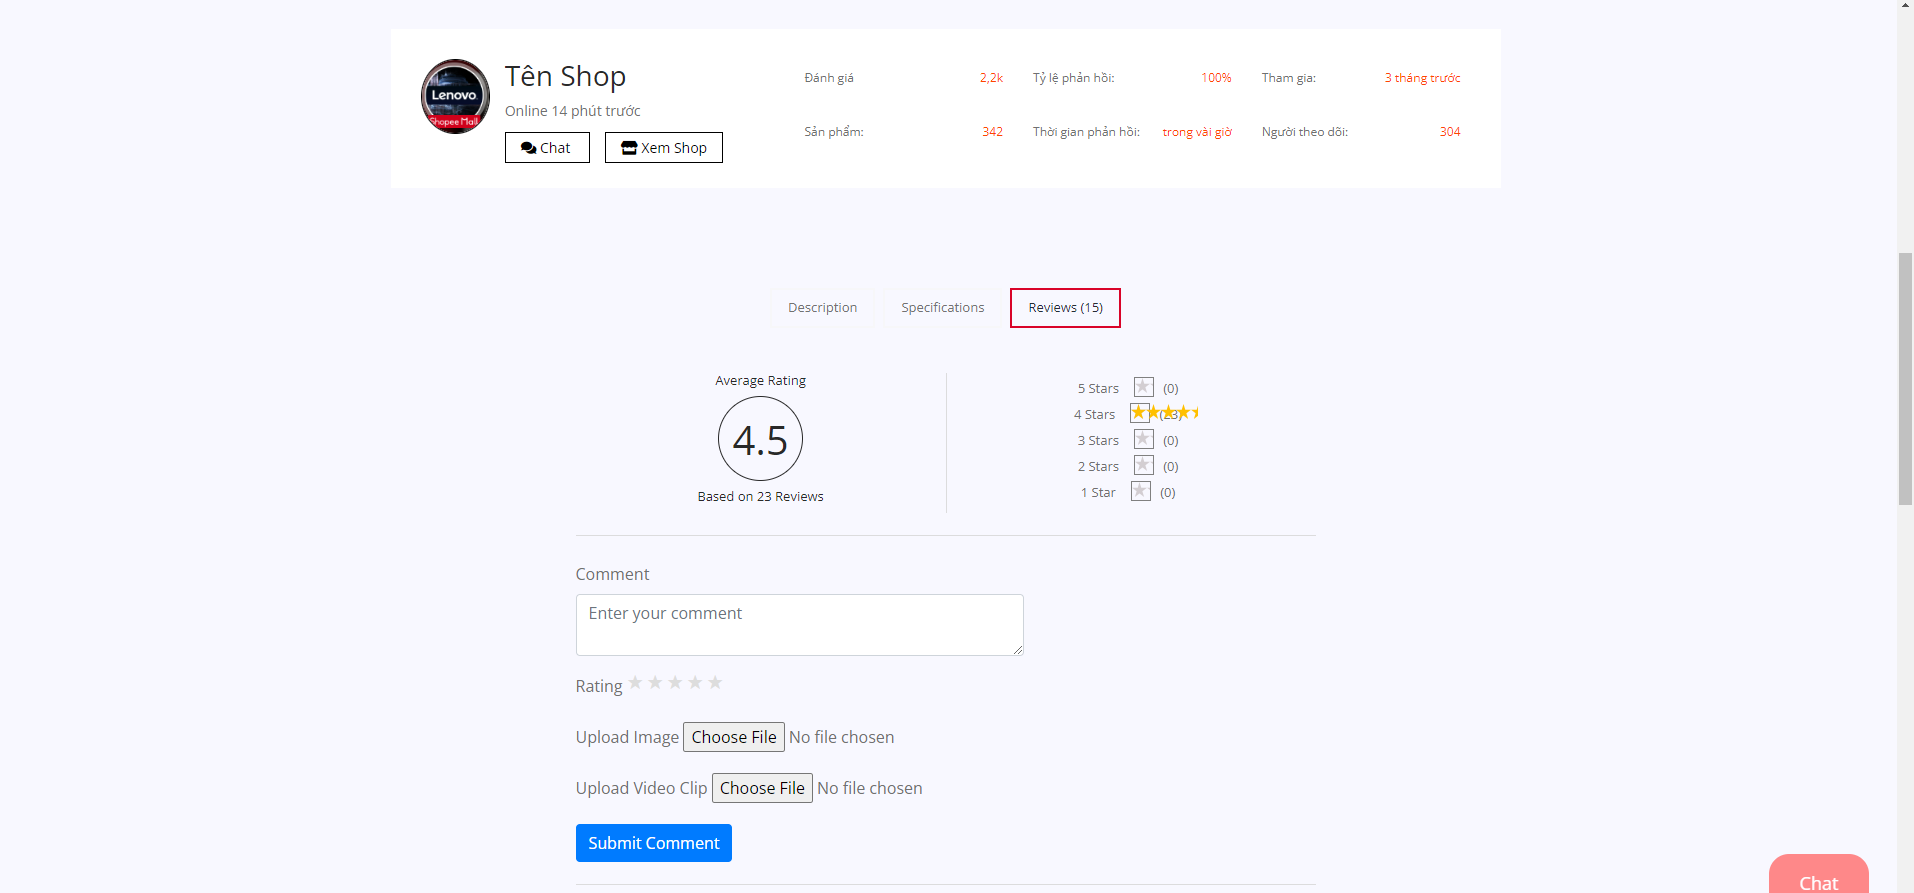 Lenovo
Shopee Mall
Tên Shop
Online 14 phút trước
Chat
Xem Shop
Đánh giá 2,2k
Tỷ lệ phản hồi: 100%
Tham gia: 3 tháng trước
Sản phẩm: 342
Thời gian phản hồi: trong vài giờ
Người theo dõi: 304
Description
Specifications
Reviews (15)
Average Rating
4.5
Based on 23 Reviews
5 Stars (0)
4 Stars (23)
3 Stars (0)
2 Stars (0)
1 Star (0)
Comment
Enter your comment
Rating
Upload Image Choose File No file chosen
Upload Video Clip Choose File No file chosen
Submit Comment
Chat